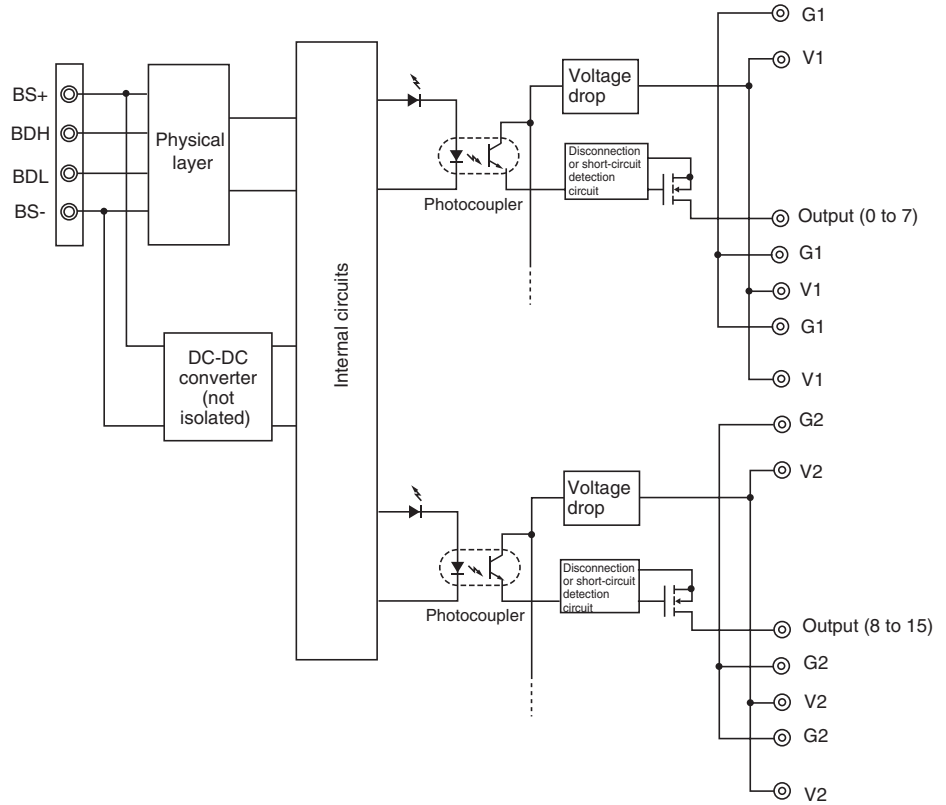 BS+
BDH
BDL
BS-
Physical
layer
DC-DC
converter
(not
isolated)
Internal circuits
Photocoupler
Voltage
drop
Disconnection
or short-circuit
detection
circuit
G1
V1
Output (0 to 7)
G1
V1
G1
V1
Photocoupler
Voltage
drop
Disconnection
or short-circuit
detection
circuit
G2
V2
Output (8 to 15)
G2
V2
G2
V2